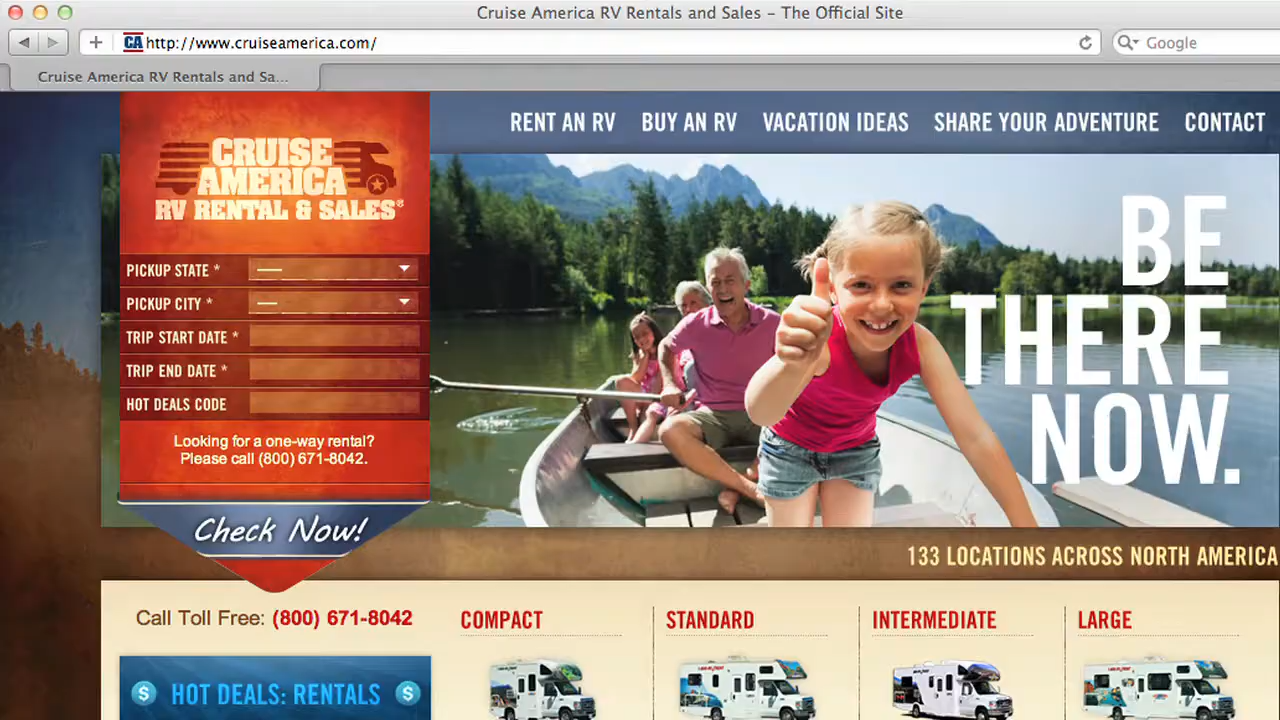 Cruise America RV Rentals and Sales – The Official Site
CA http://www.cruiseamerica.com/
Google
Cruise America RV Rentals and Sa...
RENT AN RV BUY AN RV VACATION IDEAS SHARE YOUR ADVENTURE CONTACT
CRUISE
AMERICA
RV RENTAL & SALES®
PICKUP STATE *
PICKUP CITY *
TRIP START DATE *
TRIP END DATE *
HOT DEALS CODE
Looking for a one-way rental?
Please call (800) 671-8042.
Check Now!
BE
THERE
NOW.
133 LOCATIONS ACROSS NORTH AMERICA
Call Toll Free: (800) 671-8042
$ HOT DEALS: RENTALS $
COMPACT
STANDARD
INTERMEDIATE
LARGE